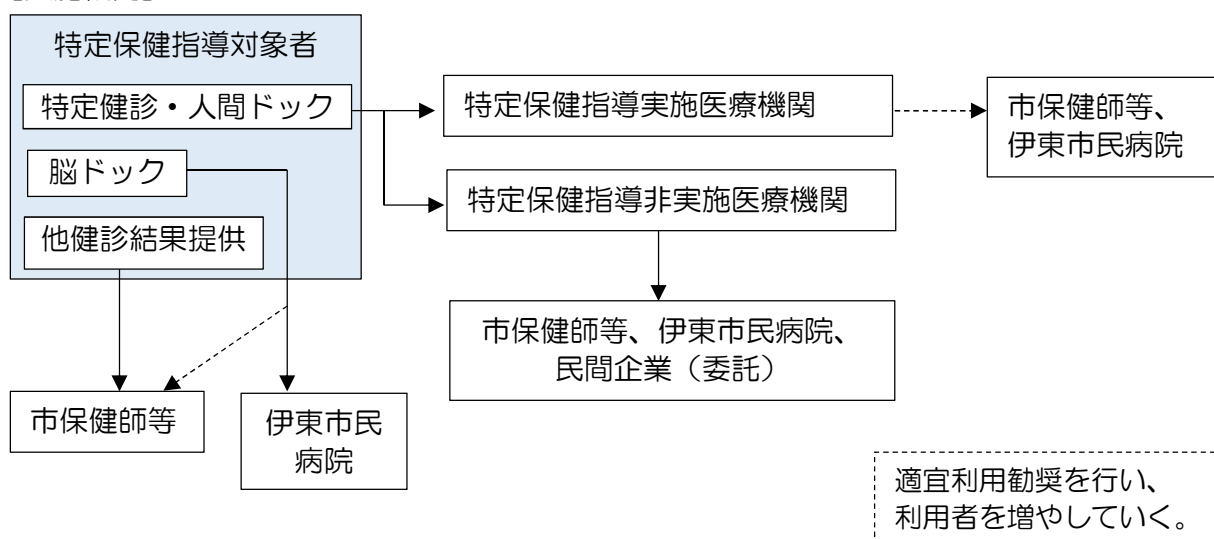 特定保健指導対象者
特定健診・人間ドック
脳ドック
他健診結果提供
特定保健指導実施医療機関
市保健師等、
伊東市民病院
特定保健指導非実施医療機関
市保健師等、伊東市民病院、
民間企業（委託）
市保健師等
伊東市民
病院
適宜利用勧奨を行い、
利用者を増やしていく。